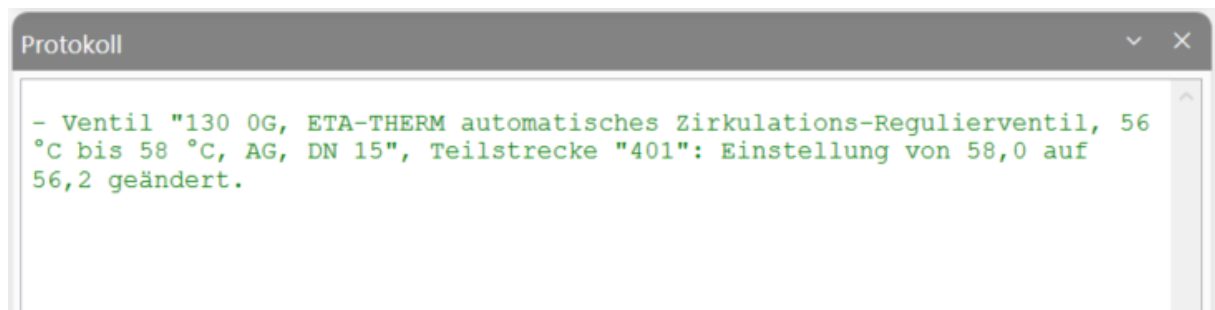 Protokoll
- Ventil "130 0G, ETA-THERM automatisches Zirkulations-Regulierventil, 56
°C bis 58 °C, AG, DN 15", Teilstrecke "401": Einstellung von 58,0 auf
56,2 geändert.